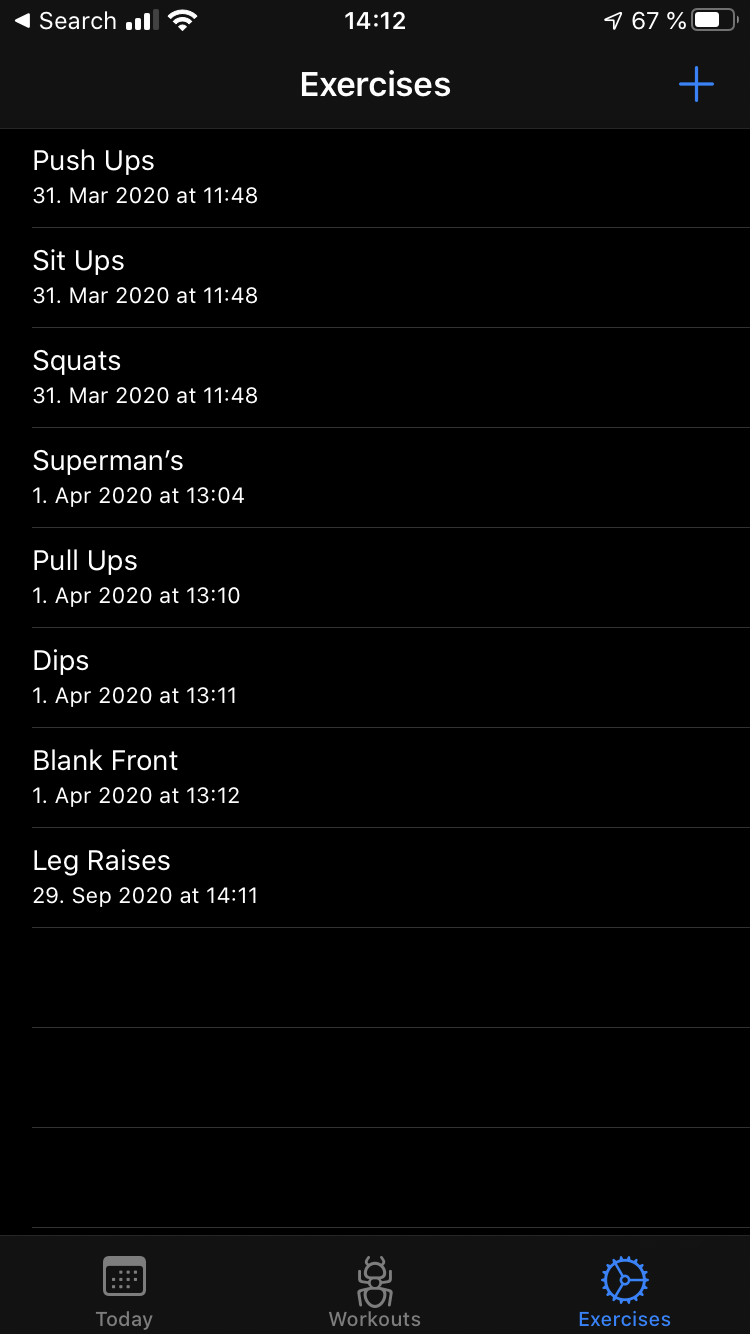 Search
14:12
67 %
Exercises
Push Ups
31. Mar 2020 at 11:48
Sit Ups
31. Mar 2020 at 11:48
Squats
31. Mar 2020 at 11:48
Superman’s
1. Apr 2020 at 13:04
Pull Ups
1. Apr 2020 at 13:10
Dips
1. Apr 2020 at 13:11
Blank Front
1. Apr 2020 at 13:12
Leg Raises
29. Sep 2020 at 14:11
Today
Workouts
Exercises